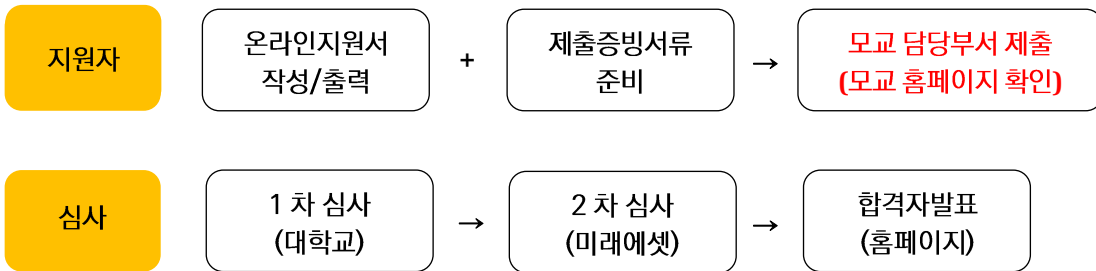 지원자
온라인지원서
작성/출력
+
제출증빙서류
준비
→
모교 담당부서 제출
(모교 홈페이지 확인)
심사
1 차 심사
(대학교)
→
2 차 심사
(미래에셋)
→
합격자발표
(홈페이지)